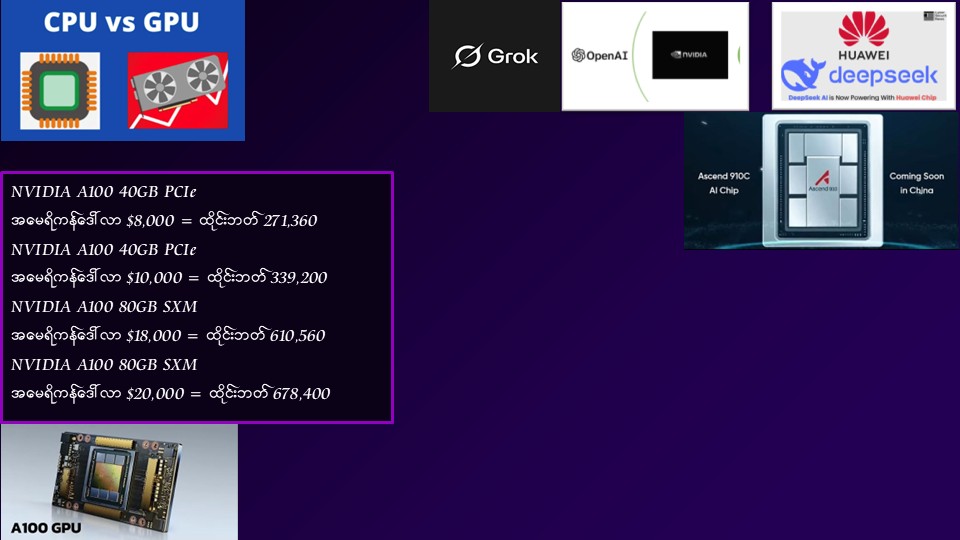 CPU vs GPU
NVIDIA A100 40GB PCIe
အမေရိကန်ဒေါ်လာ $8,000 = ထိုင်းဘတ် 271,360
NVIDIA A100 40GB PCIe
အမေရိကန်ဒေါ်လာ $10,000 = ထိုင်းဘတ် 339,200
NVIDIA A100 80GB SXM
အမေရိကန်ဒေါ်လာ $18,000 = ထိုင်းဘတ် 610,560
NVIDIA A100 80GB SXM
အမေရိကန်ဒေါ်လာ $20,000 = ထိုင်းဘတ် 678,400
A100 GPU
Grok
OpenAI
NVIDIA
HUAWEI
deepseek
DeepSeek AI is Now Powering With Huawei Chip
Ascend 910C
AI Chip
Ascend 910
Coming Soon
in China